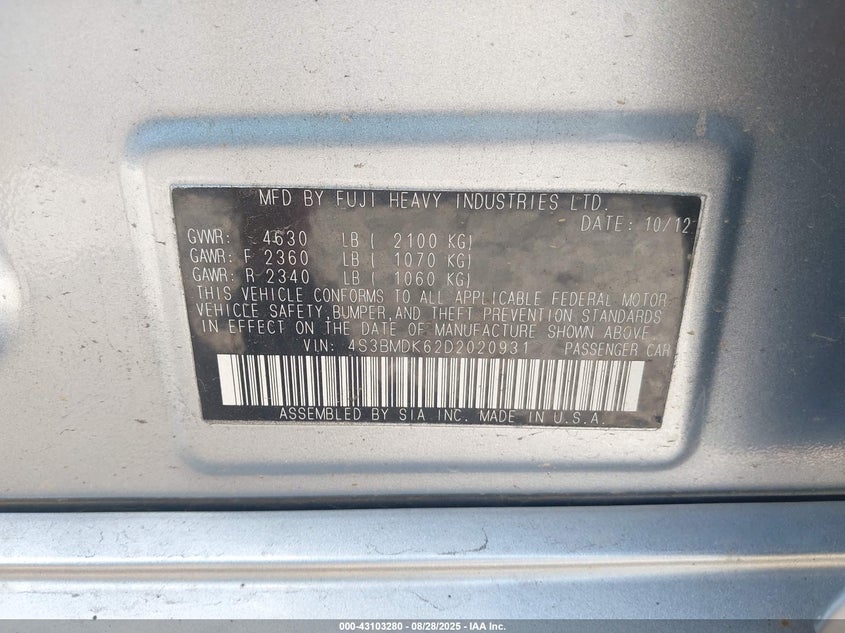 MFD BY FUJI HEAVY INDUSTRIES LTD.
DATE: 10/12
GVWR: 4630 LB ( 2100 KG)
GAWR: F 2360 LB ( 1070 KG)
GAWR: R 2340 LB ( 1060 KG)
THIS VEHICLE CONFORMS TO ALL APPLICABLE FEDERAL MOTOR
VEHICLE SAFETY, BUMPER, AND THEFT PREVENTION STANDARDS
IN EFFECT ON THE DATE OF MANUFACTURE SHOWN ABOVE.
VIN: 4S3BMDK62D2020931 PASSENGER CAR
ASSEMBLED BY SIA INC. MADE IN U.S.A.
000-43103280 - 08/28/2025 - IAA Inc.